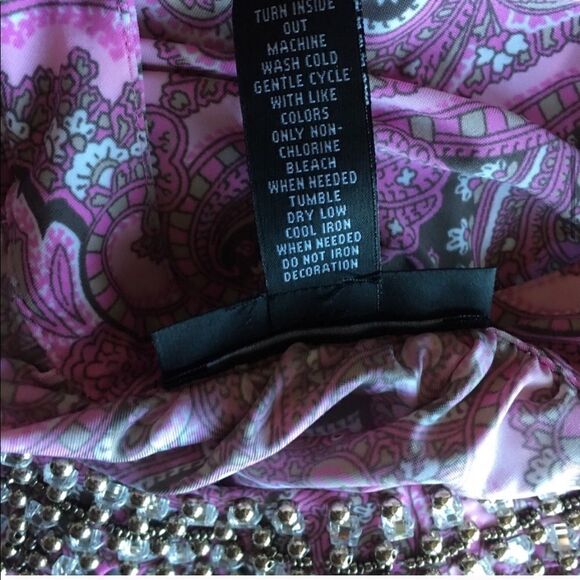 TURN INSIDE
OUT
MACHINE
WASH COLD
GENTLE CYCLE
WITH LIKE
COLORS
ONLY NON-
CHLORINE
BLEACH
WHEN NEEDED
TUMBLE
DRY LOW
COOL IRON
WHEN NEEDED
DO NOT IRON
DECORATION